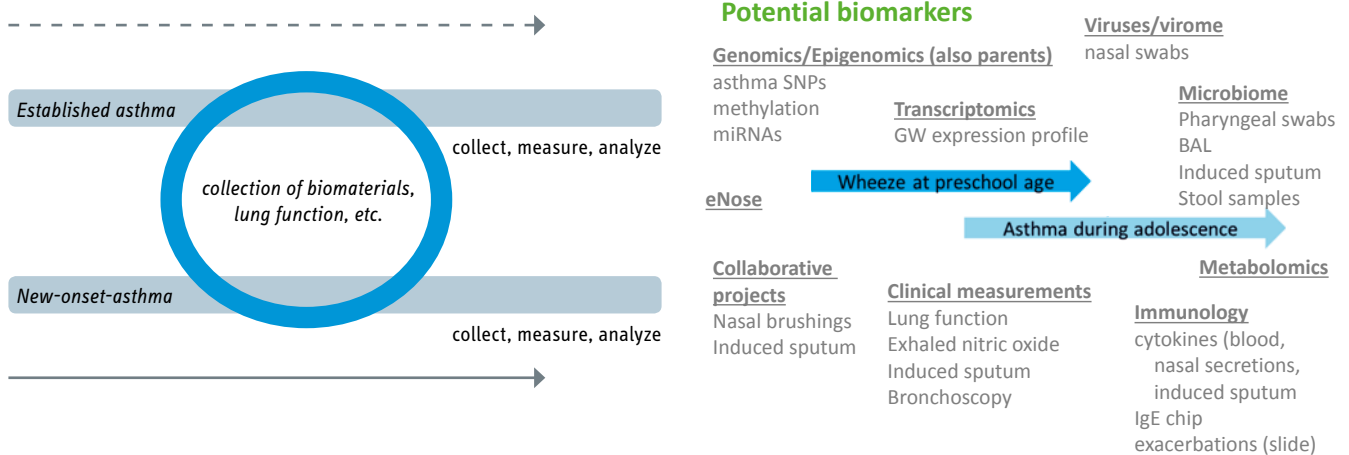 Established asthma
collect, measure, analyze
collection of biomaterials,
lung function, etc.
New-onset-asthma
collect, measure, analyze
Potential biomarkers
Genomics/Epigenomics (also parents)
asthma SNPs
methylation
miRNAs
Transcriptomics
GW expression profile
Viruses/virome
nasal swabs
Microbiome
Pharyngeal swabs
BAL
Induced sputum
Stool samples
Wheeze at preschool age
eNose
Asthma during adolescence
Collaborative
projects
Nasal brushings
Induced sputum
Clinical measurements
Lung function
Exhaled nitric oxide
Induced sputum
Bronchoscopy
Metabolomics
Immunology
cytokines (blood,
nasal secretions,
induced sputum
IgE chip
exacerbations (slide)